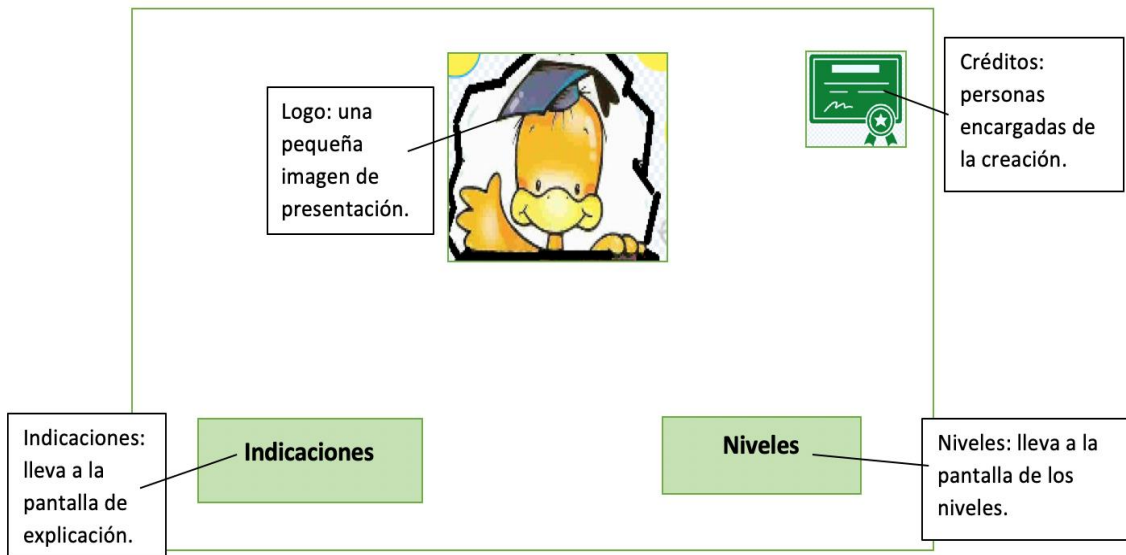 Logo: una
pequeña
imagen de
presentación.
Créditos:
personas
encargadas de
la creación.
Indicaciones:
lleva a la
pantalla de
explicación.
Indicaciones
Niveles
Niveles: lleva a la
pantalla de los
niveles.